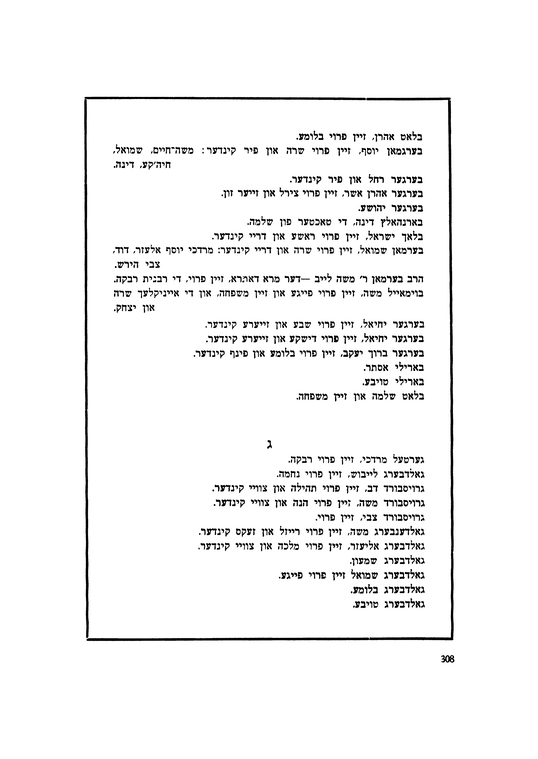 בלאט אהרן, זיין פרוי בלומע.
בערגמאן יוסף, זיין פרוי שרה און פיר קינדער: משה־חיים, שמואל,
חיה׳קע, דינה.
בערגער רחל און פיר קינדער.
בערגער אהרן אשר, זיין פרוי צירל און זייער זון.
בערגער יהושע.
בארנהאלץ דינה, די טאכטער פון שלמה.
בלאך ישראל, זיין פרוי ראשע און דריי קינדער.
בערמאן שמואל, זיין פרוי שרה און דריי קינדער: מרדכי יוסף אלעזר, דוד,
צבי הירש.
הרב בערמאן ר׳ משה לייב —דער מרא דאתרא, זיין פרוי, די רבנית רבקה.
בוימאייל משה, זיין פרוי פייגע און זיין משפחה, און די אייניקלעך שרה
און יצחק.
בערגער יחיאל, זיין פרוי שבע און זייערע קינדער.
בערגער יחיאל, זיין פרוי דישקע און זייערע קינדער.
בערגער ברוך יעקב, זיין פרוי בלומע און פינף קינדער.
בארילי אסתר.
בארילי טויבע.
בלאט שלמה און זיין משפחה.
ג
גערטעל מרדכי, זיין פרוי רבקה.
גאלדבערג לייבוש, זיין פרוי נחמה.
גרויסבורד דב, זיין פרוי תהילה און צוויי קינדער.
גרויסבורד משה, זיין פרוי חנה און צוויי קינדער.
גרויסבורד צבי, זיין פרוי.
גאלדענבערג משה, זיין פרוי רייזל און זעקס קינדער.
גאלדבערג אליעזר, זיין פרוי מלכה און צוויי קינדער.
גאלדבערג שמעון.
גאלדבערג שמואל זיין פרוי פייגע.
גאלדבערג בלומע.
גאלדבערג טויבע.
308